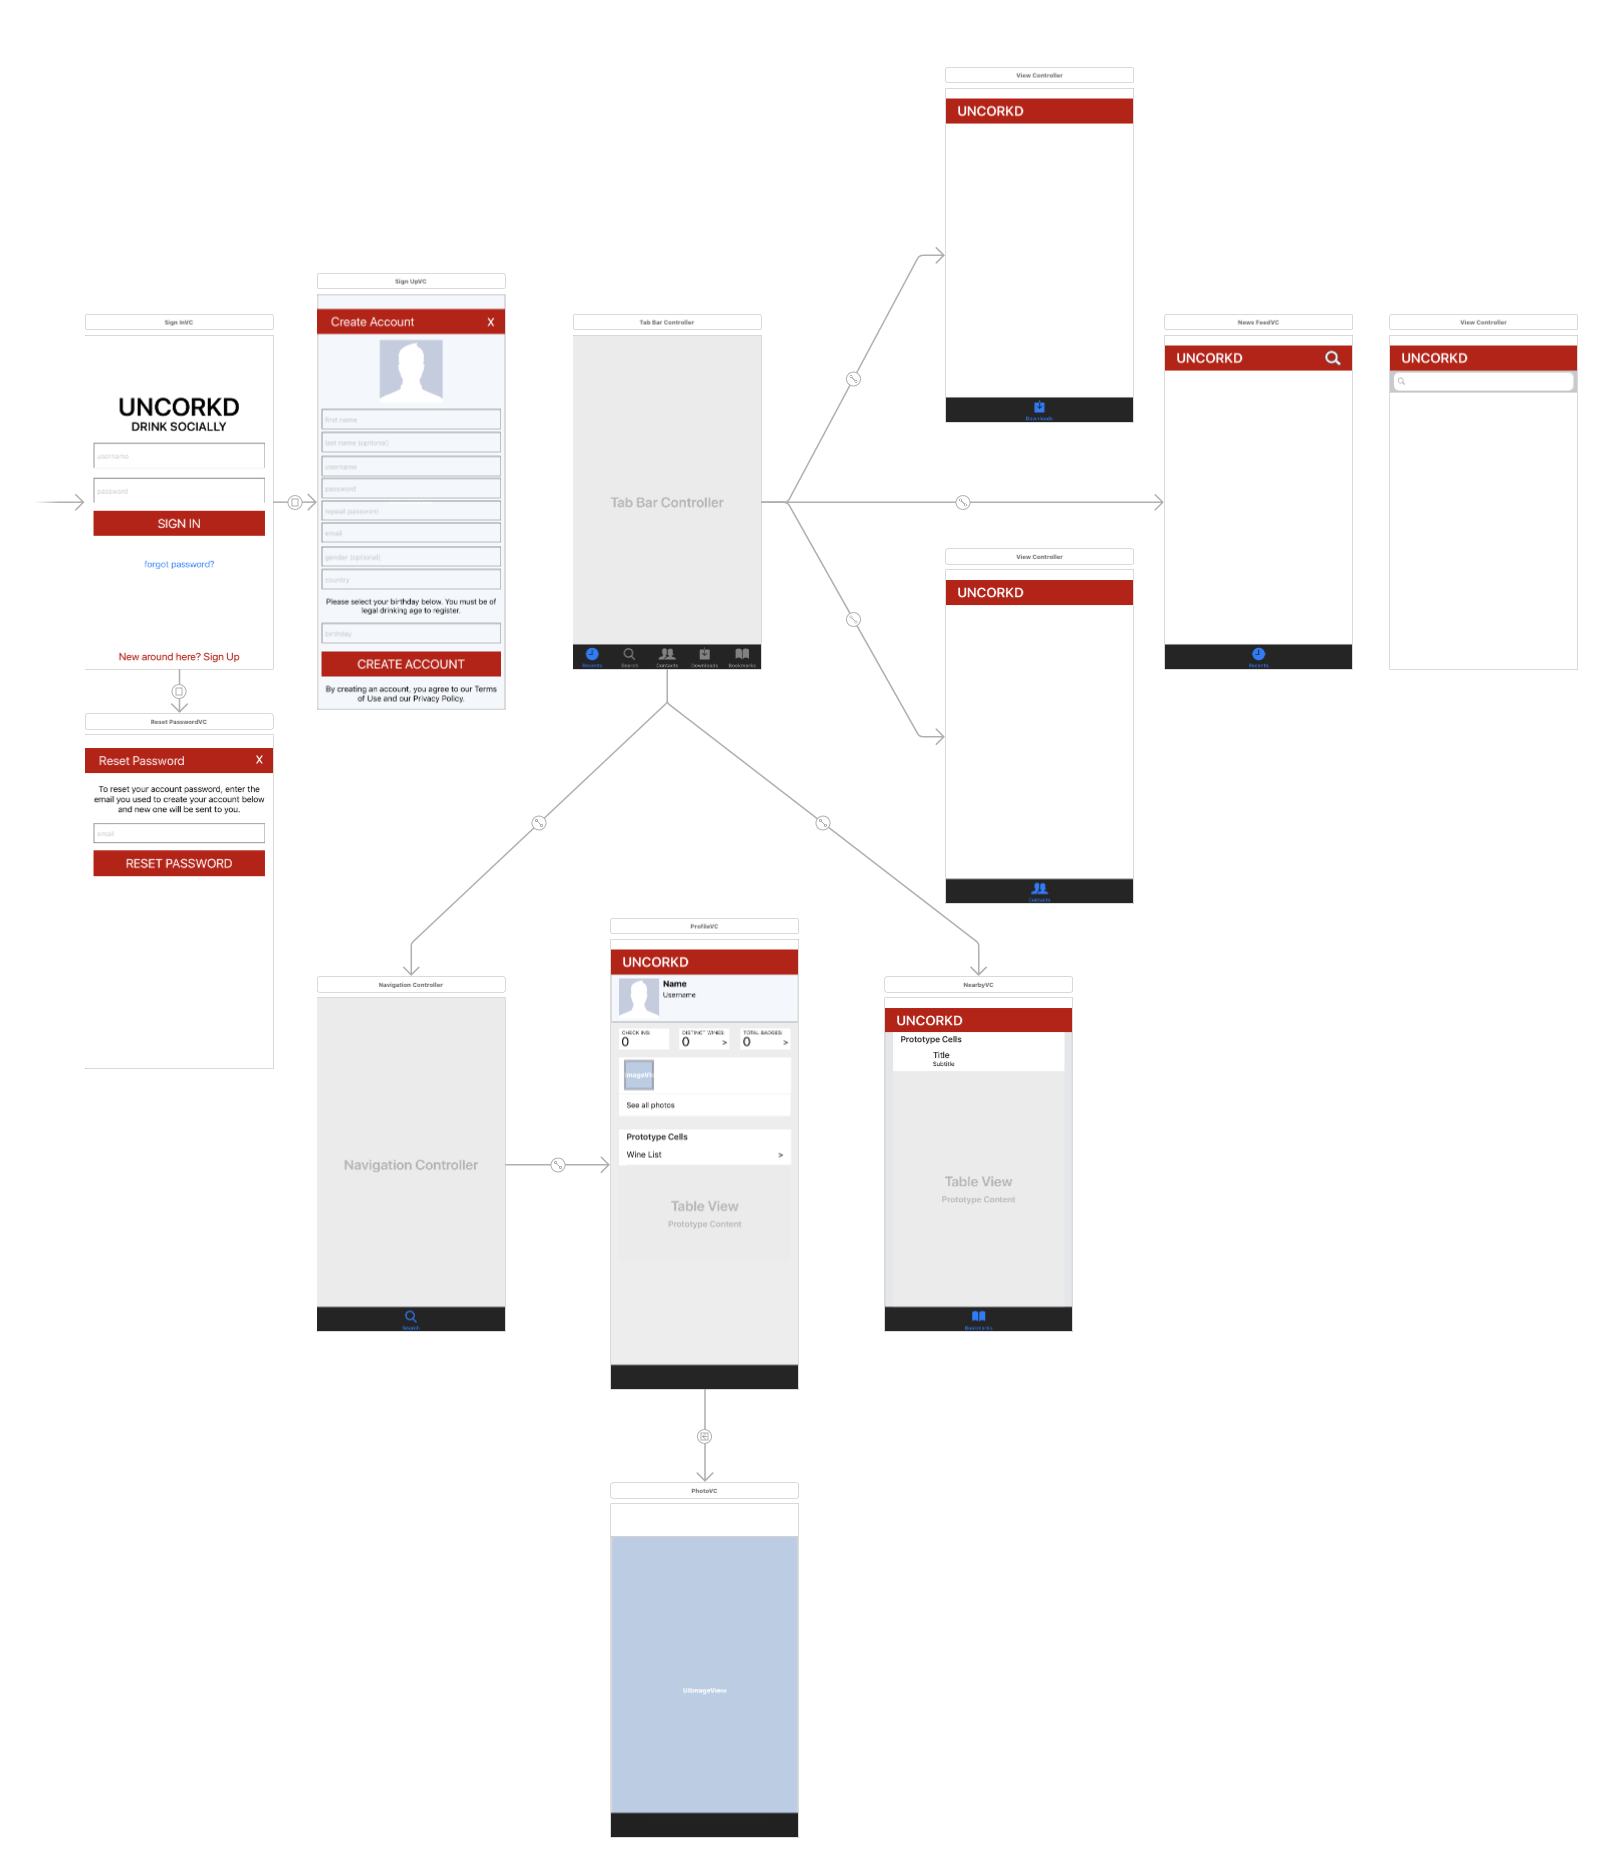 View Controller
UNCORKD
Downloads
Sign UpVC
Create Account
X
first name
last name (optional)
username
password
repeat password
email
gender (optional)
country
Please select your birthday below. You must be of
legal drinking age to register.
birthday
CREATE ACCOUNT
By creating an account, you agree to our Terms
of Use and our Privacy Policy.
Sign InVC
UNCORKD
DRINK SOCIALLY
username
password
SIGN IN
forgot password?
New around here? Sign Up
Tab Bar Controller
Tab Bar Controller
Recents
Search
Contacts
Downloads
Bookmarks
News FeedVC
UNCORKD
Recents
View Controller
UNCORKD
View Controller
UNCORKD
Contacts
Reset PasswordVC
Reset Password
X
To reset your account password, enter the
email you used to create your account below
and new one will be sent to you.
email
RESET PASSWORD
Navigation Controller
Navigation Controller
Search
ProfileVC
UNCORKD
Name
Username
CHECK INS:
0
DISTINCT WINES:
0 >
TOTAL BADGES:
0 >
See all photos
Prototype Cells
Wine List >
Table View
Prototype Content
NearbyVC
UNCORKD
Prototype Cells
Title
Subtitle
Table View
Prototype Content
Bookmarks
PhotoVC
UIImageView